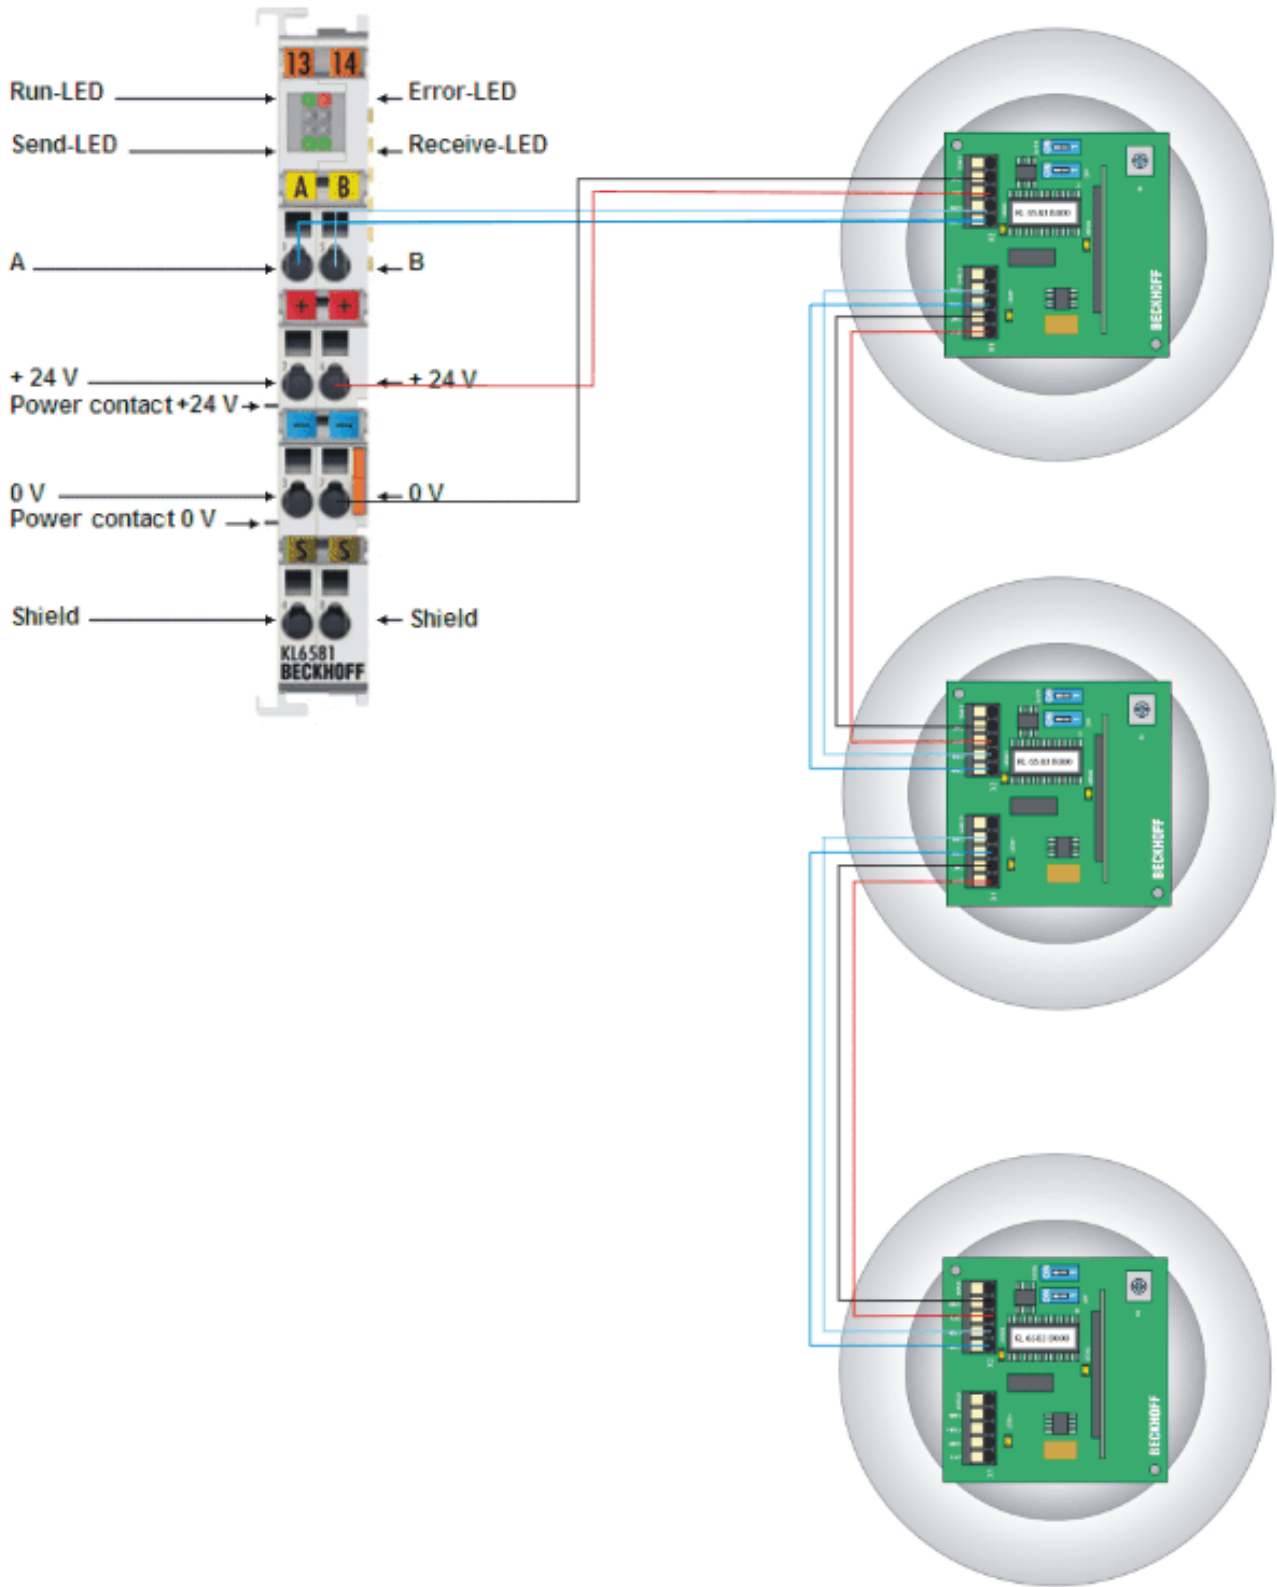 13 14
Run-LED
Error-LED
Send-LED
Receive-LED
A B
A
B
+ +
+ 24 V
+ 24 V
Power contact +24 V
0 V
0 V
Power contact 0 V
S S
Shield
Shield
KL6581
BECKHOFF
BECKHOFF
BECKHOFF
BECKHOFF